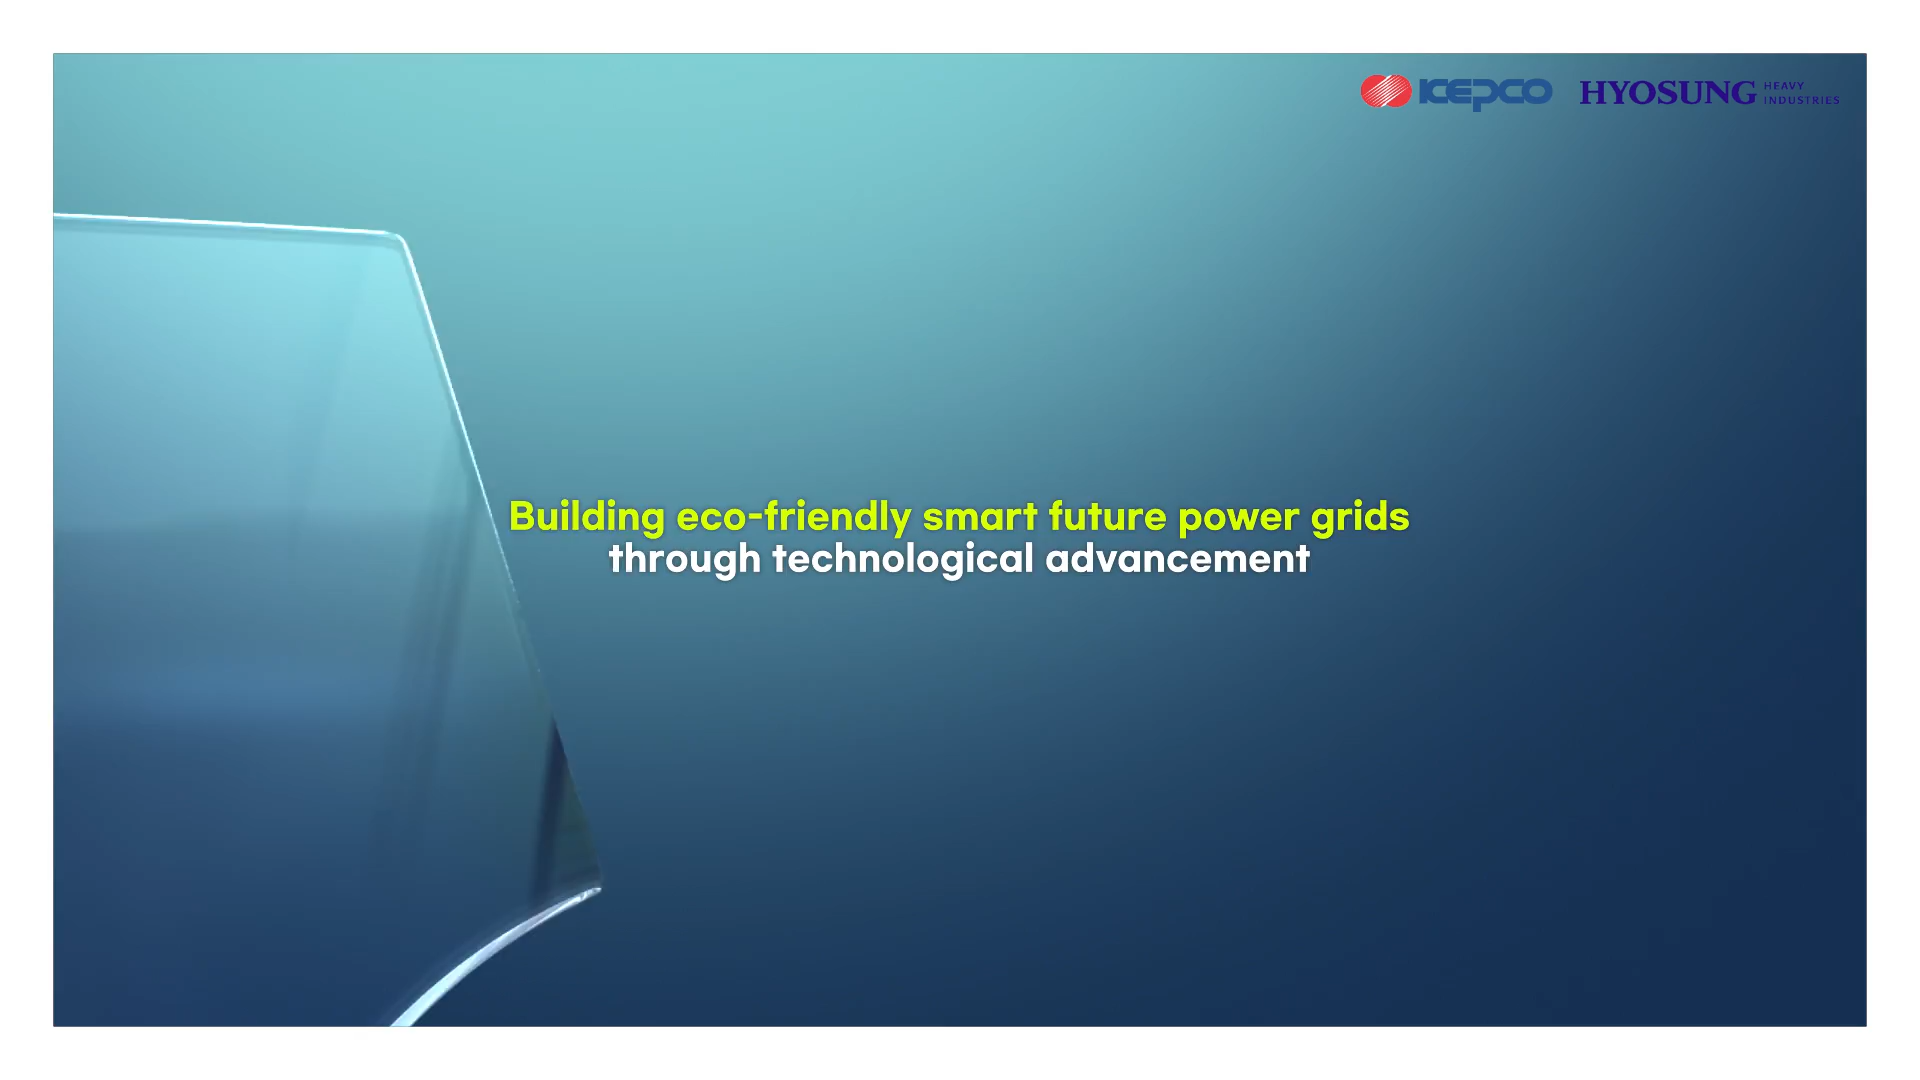 KEPCO HYOSUNG HEAVY INDUSTRIES
Building eco-friendly smart future power grids
through technological advancement